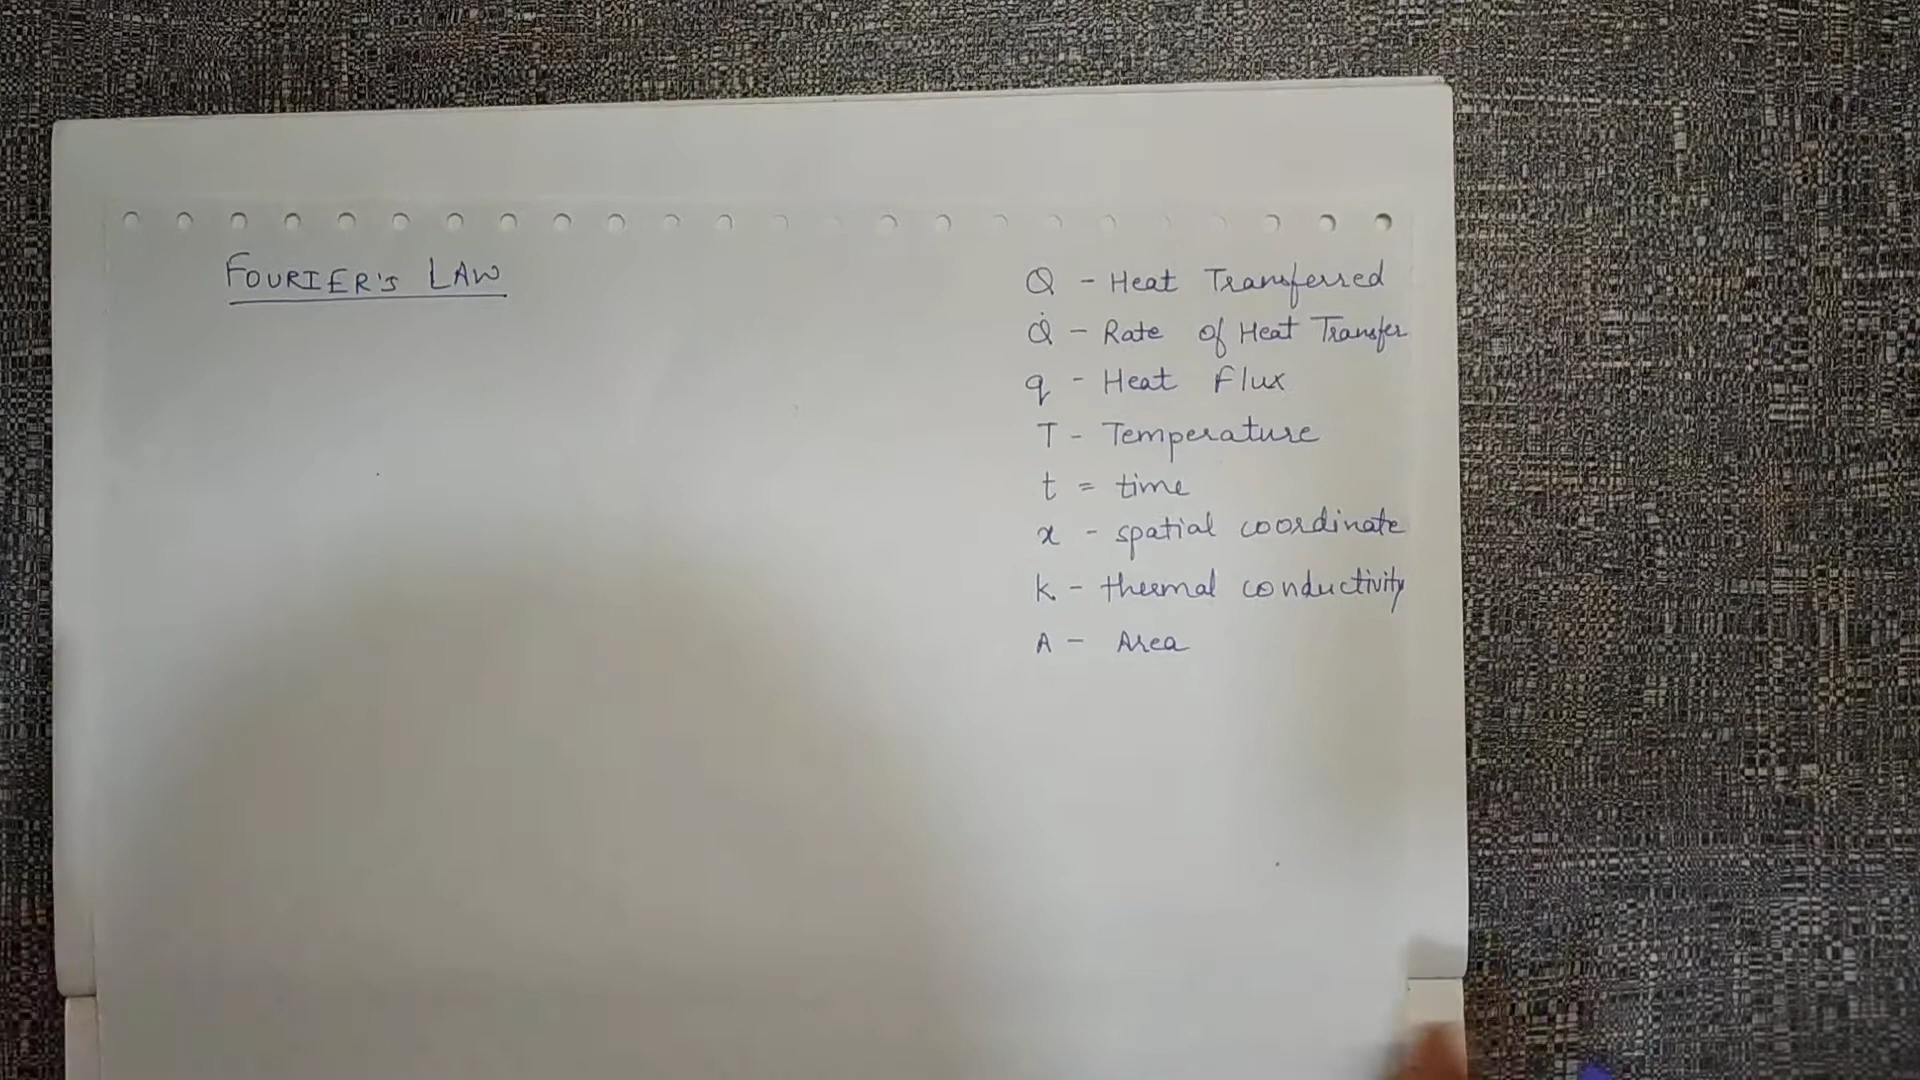 FOURIER'S LAW
Q - Heat Transferred
Q̇ - Rate of Heat Transfer
q - Heat Flux
T - Temperature
t = time
x - spatial coordinate
k - thermal conductivity
A - Area